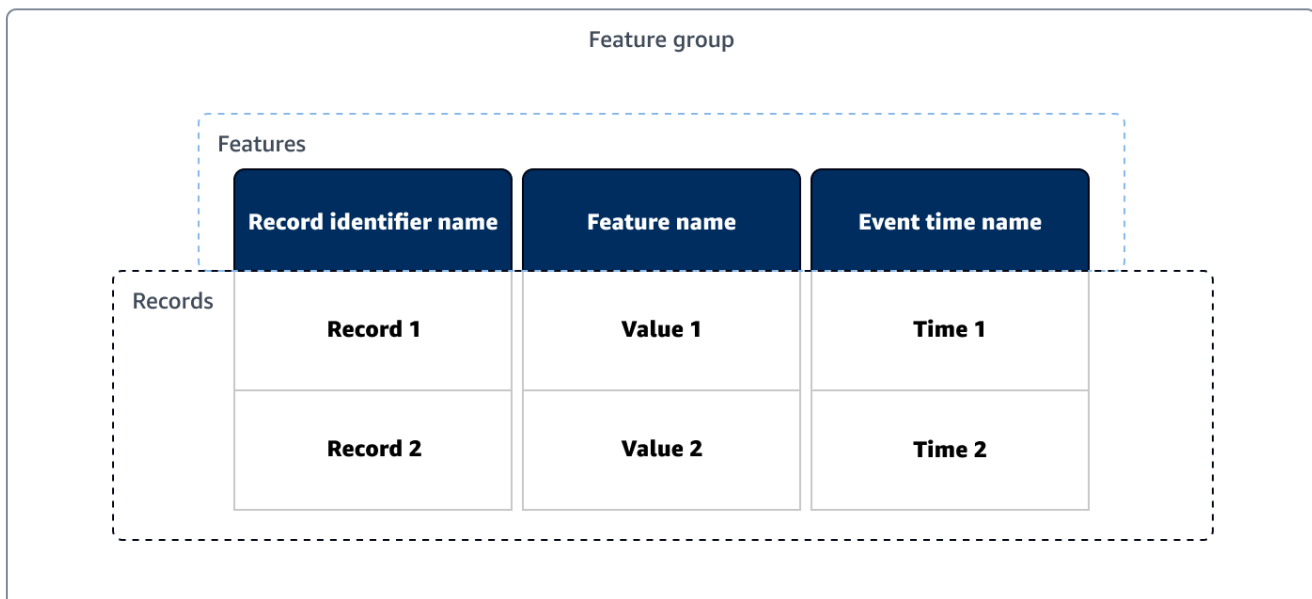 Feature group
Features
Record identifier name Feature name Event time name
Records
Record 1 Value 1 Time 1
Record 2 Value 2 Time 2